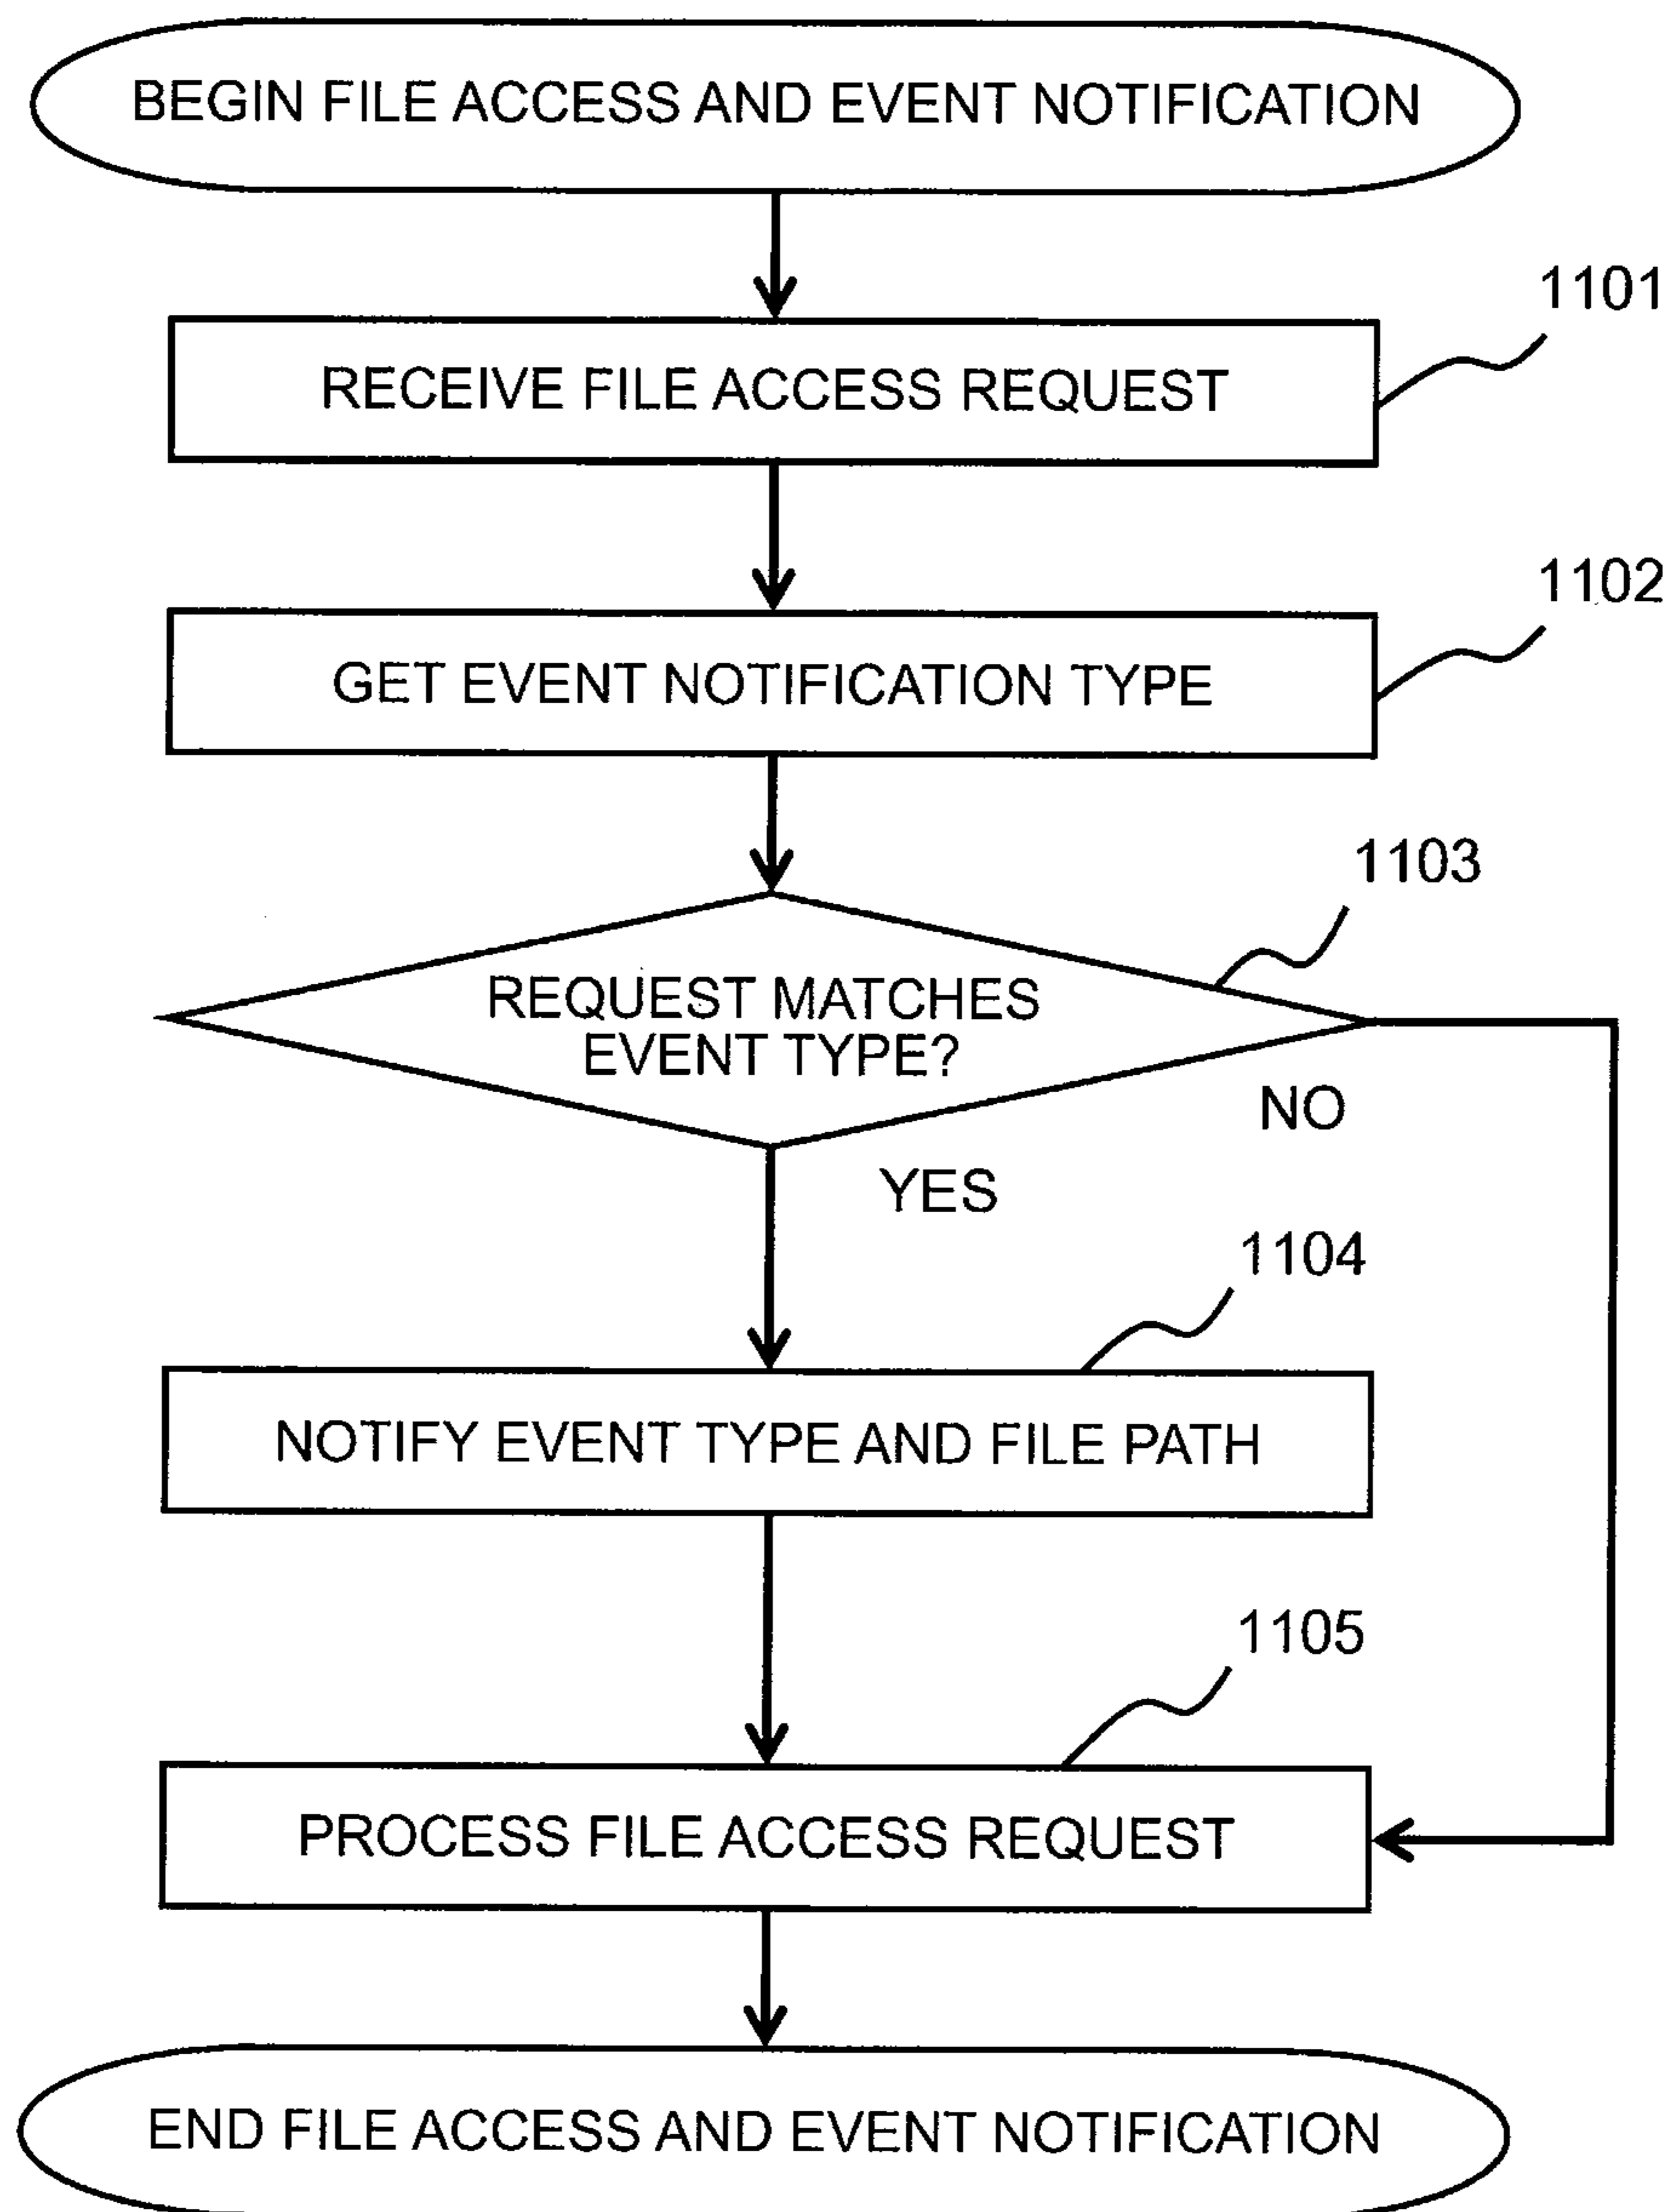 BEGIN FILE ACCESS AND EVENT NOTIFICATION
1101
RECEIVE FILE ACCESS REQUEST
1102
GET EVENT NOTIFICATION TYPE
1103
REQUEST MATCHES
EVENT TYPE?
NO
YES
1104
NOTIFY EVENT TYPE AND FILE PATH
1105
PROCESS FILE ACCESS REQUEST
END FILE ACCESS AND EVENT NOTIFICATION